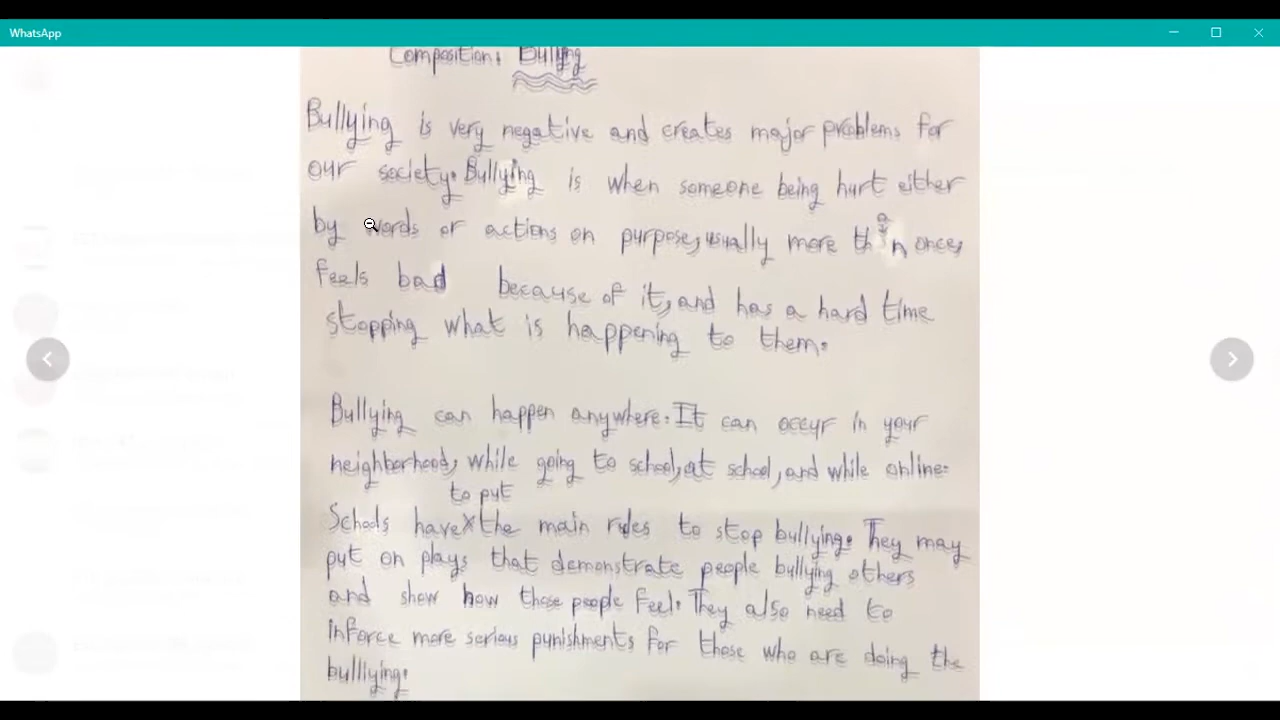 WhatsApp
Composition: Bullying
Bullying is very negative and creates major problems for
our society. Bullying is when someone being hurt either
by words or actions on purpose, usually more than once,
feels bad because of it, and has a hard time
stopping what is happening to them.
Bullying can happen anywhere. It can occur in your
neighborhood, while going to school, at school, and while online.
to put
Schools have x the main rules to stop bullying. They may
put on plays that demonstrate people bullying others
and show how those people feel. They also need to
inforce more serious punishments for those who are doing the
bulllying.